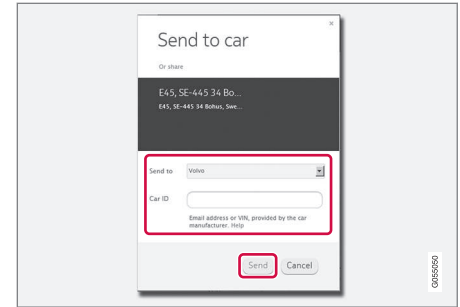 ×
Send to car
Or share
E45, SE-445 34 Bo...
E45, SE-445 34 Bohus, Swe...
Send to Volvo
Car ID
Email address or VIN, provided by the car
manufacturer. Help
Send Cancel
G055050